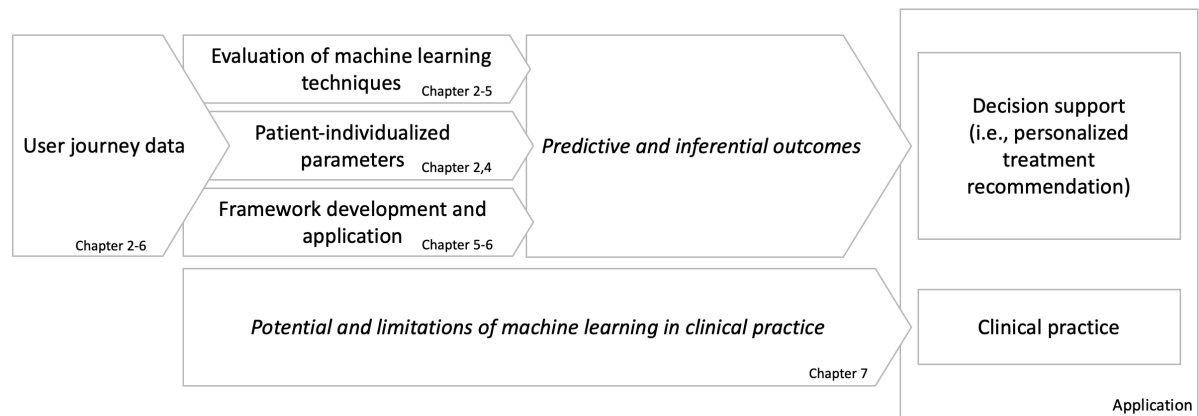 User journey data
Chapter 2-6
Evaluation of machine learning
techniques
Chapter 2-5
Patient-individualized
parameters
Chapter 2,4
Framework development and
application
Chapter 5-6
Predictive and inferential outcomes
Potential and limitations of machine learning in clinical practice
Chapter 7
Decision support
(i.e., personalized
treatment
recommendation)
Clinical practice
Application